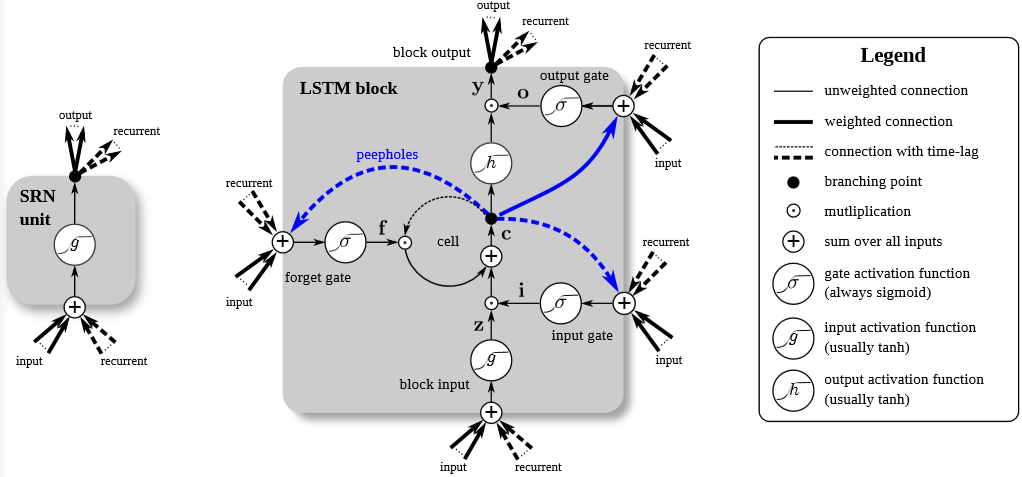 output
recurrent
SRN
unit
g
input
recurrent
output
recurrent
block output
LSTM block
y
o
output gate
σ
recurrent
input
h
peepholes
recurrent
f
σ
forget gate
input
cell
c
i
σ
input gate
recurrent
input
z
g
block input
input
recurrent
Legend
unweighted connection
weighted connection
connection with time-lag
branching point
mutliplication
sum over all inputs
σ
gate activation function
(always sigmoid)
g
input activation function
(usually tanh)
h
output activation function
(usually tanh)